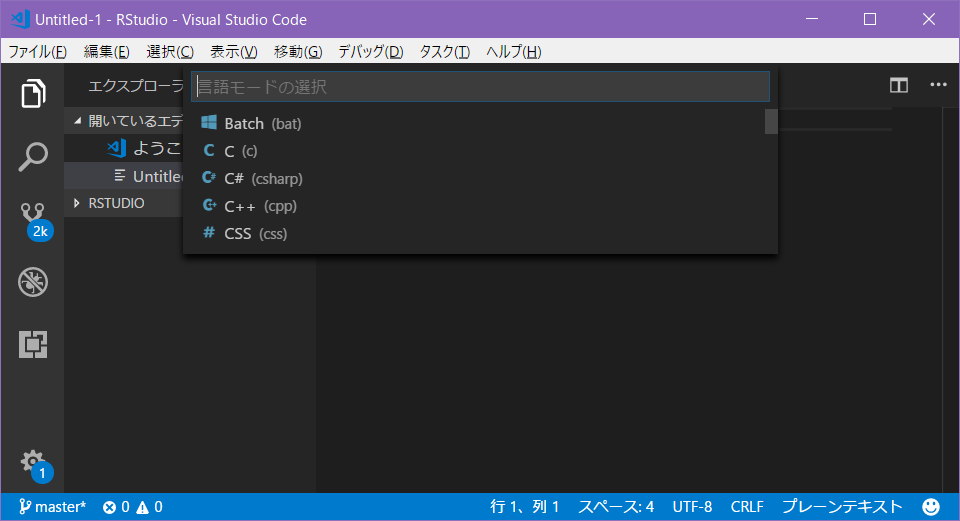 Untitled-1 - RStudio - Visual Studio Code
ファイル(F) 編集(E) 選択(C) 表示(V) 移動(G) デバッグ(D) タスク(T) ヘルプ(H)
エクスプローラ
言語モードの選択
開いているエデ
Batch (bat)
ようこ
C (c)
Untitle
C# (csharp)
RSTUDIO
C++ (cpp)
2k
CSS (css)
1
master* 0 0 行 1、列 1 スペース: 4 UTF-8 CRLF プレーンテキスト